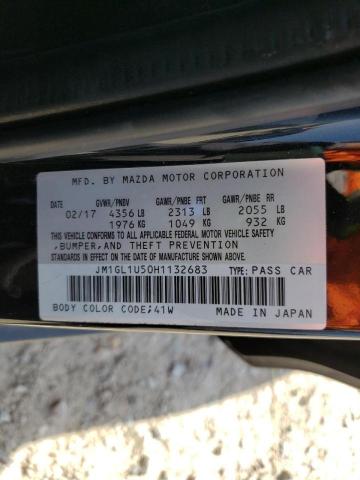 MFD. BY MAZDA MOTOR CORPORATION
GVWR/PNBV GAWR/PNBE FRT GAWR/PNBE RR
02/17 4356 LB 2313 LB 2055 LB
1976 KG 1049 KG 932 KG
THIS VEHICLE CONFORMS TO ALL APPLICABLE FEDERAL MOTOR VEHICLE SAFETY
,BUMPER,AND THEFT PREVENTION
STANDARDS IN EFFECT ON THE DATE OF MANUFACTURE SHOWN ABOVE.
JM1GL1U50H1132683 TYPE: PASS CAR
BODY COLOR CODE;41W MADE IN JAPAN